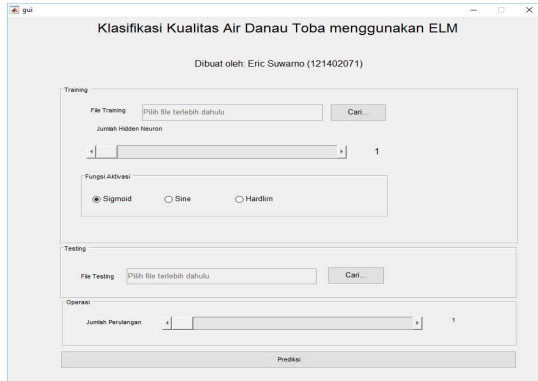 gui
Klasifikasi Kualitas Air Danau Toba menggunakan ELM
Dibuat oleh: Eric Suwarno (121402071)
Training
File Training Pilih file terlebih dahulu Cari...
Jumlah Hidden Neuron
1
Fungsi Aktivasi
Sigmoid Sine Hardlim
Testing
File Testing Pilih file terlebih dahulu Cari...
Operasi
Jumlah Perulangan 1
Prediksi